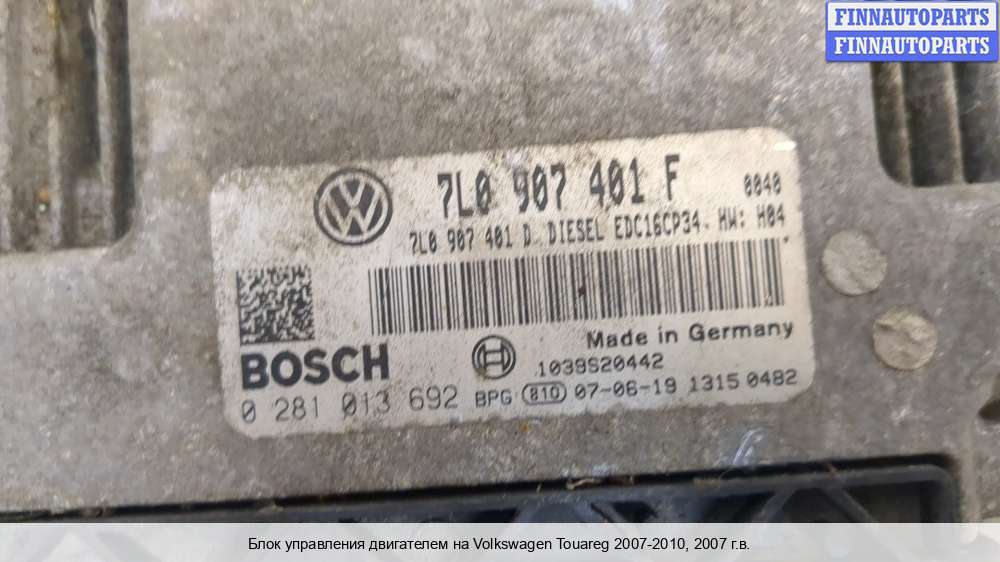 FINNAUTOPARTS
FINNAUTOPARTS
7L0 907 401 F 0040
7L0 907 401 D. DIESEL EDC16CP34. HW: H04
Made in Germany
BOSCH 1039S20442
0 281 013 692 BPG 810 07-06-19 1315 0482
Блок управления двигателем на Volkswagen Touareg 2007-2010, 2007 г.в.